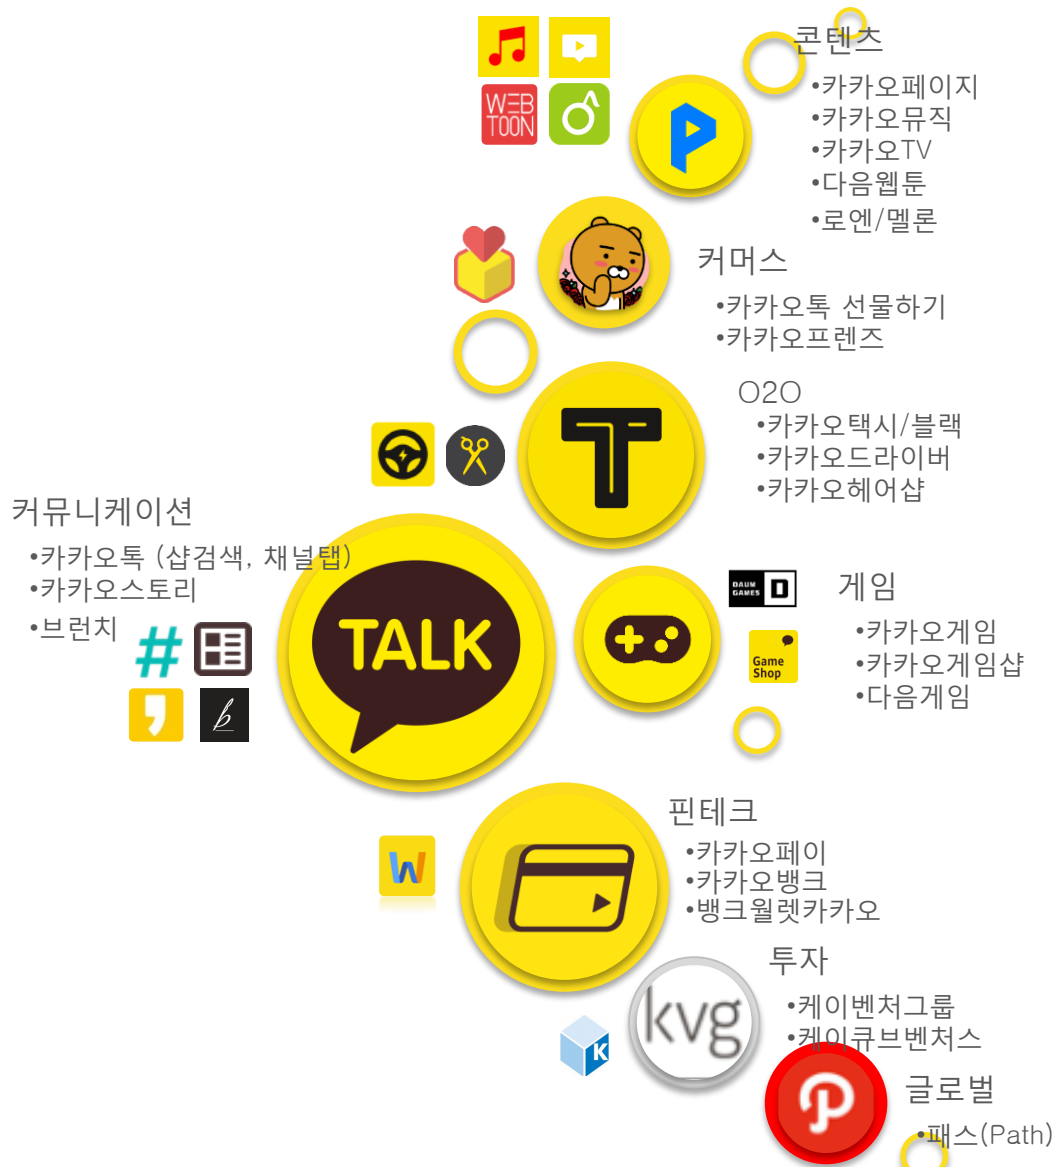 콘텐츠
•카카오페이지
•카카오뮤직
•카카오TV
•다음웹툰
•로엔/멜론
WEB
TOON
P
커머스
•카카오톡 선물하기
•카카오프렌즈
T
O2O
•카카오택시/블랙
•카카오드라이버
•카카오헤어샵
커뮤니케이션
•카카오톡 (샵검색, 채널탭)
•카카오스토리
•브런치
#
b
TALK
DAUM
GAMES
D
Game
Shop
게임
•카카오게임
•카카오게임샵
•다음게임
W
핀테크
•카카오페이
•카카오뱅크
•뱅크월렛카카오
K
kvg
투자
•케이벤처그룹
•케이큐브벤처스
P
글로벌
•패스(Path)